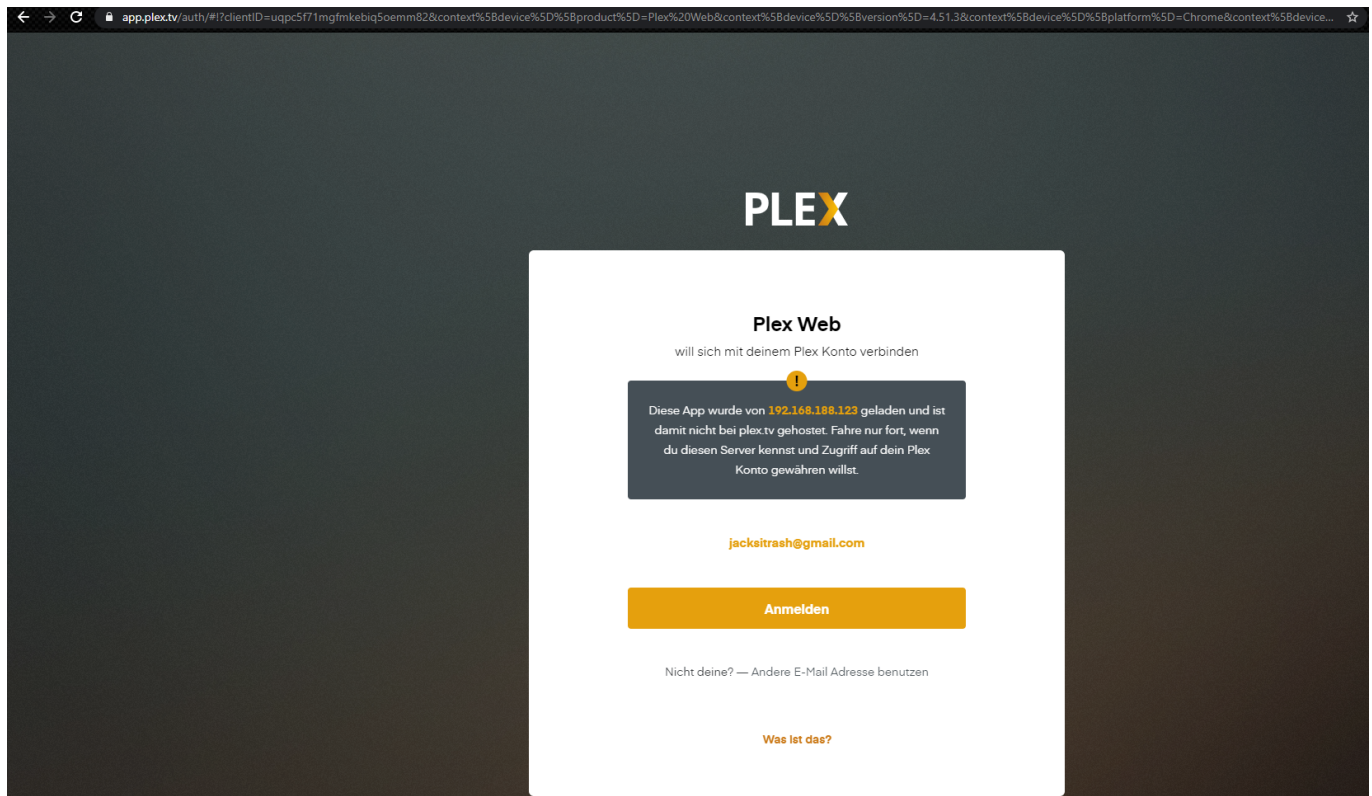 app.plex.tv/auth/#!?clientID=uqpc5f71mgfmkebiq5oemm82&context%5Bdevice%5D%5Bproduct%5D=Plex%20Web&context%5Bdevice%5D%5Bversion%5D=4.51.3&context%5Bdevice%5D%5Bplatform%5D=Chrome&context%5Bdevice...
PLEX
Plex Web
will sich mit deinem Plex Konto verbinden
!
Diese App wurde von 192.168.188.123 geladen und ist
damit nicht bei plex.tv gehostet. Fahre nur fort, wenn
du diesen Server kennst und Zugriff auf dein Plex
Konto gewähren willst.
jacksitrash@gmail.com
Anmelden
Nicht deine? — Andere E-Mail Adresse benutzen
Was ist das?